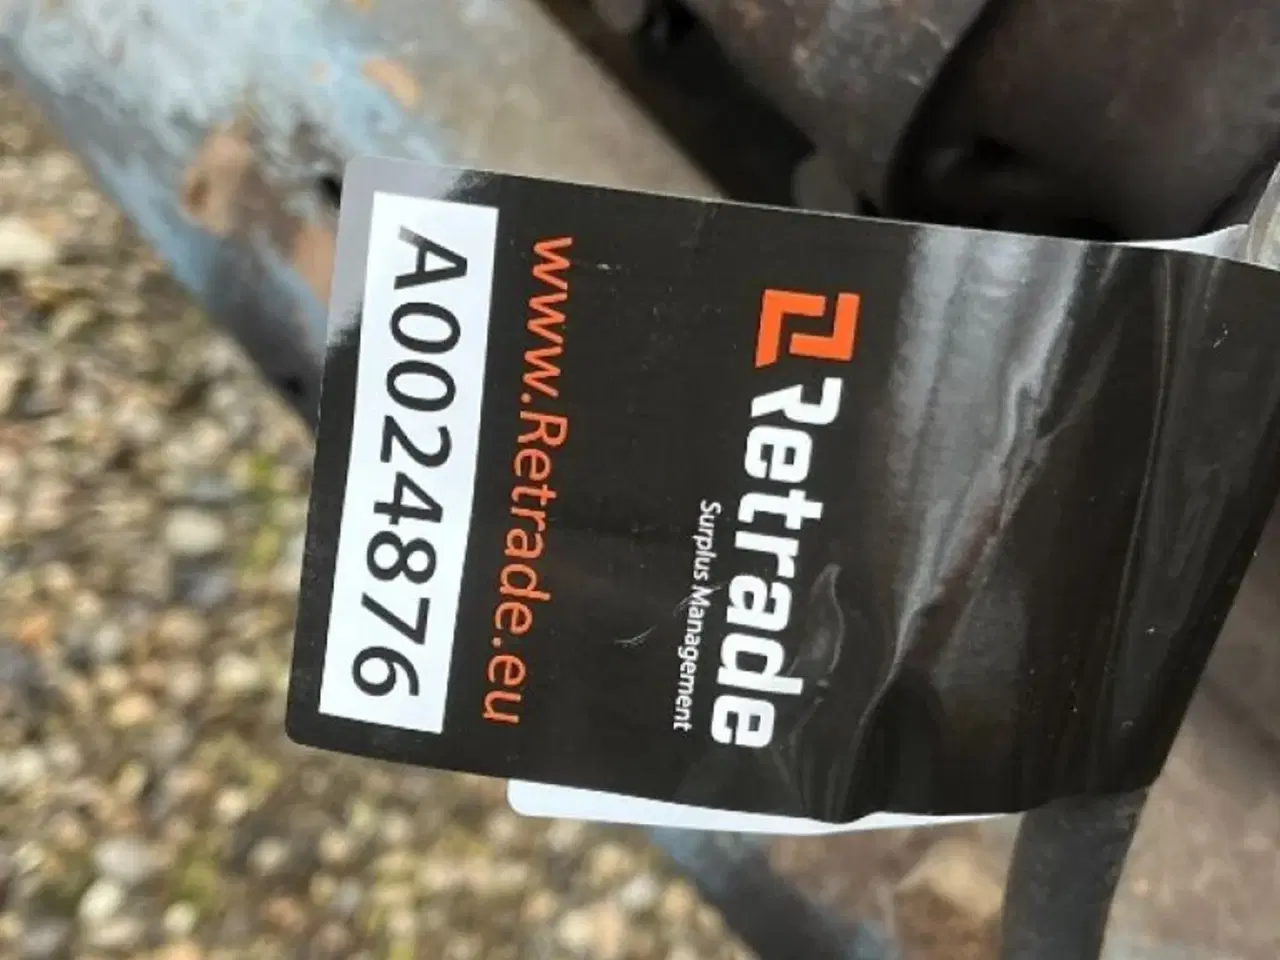 Retrade
Surplus Management
www.Retrade.eu
A0024876